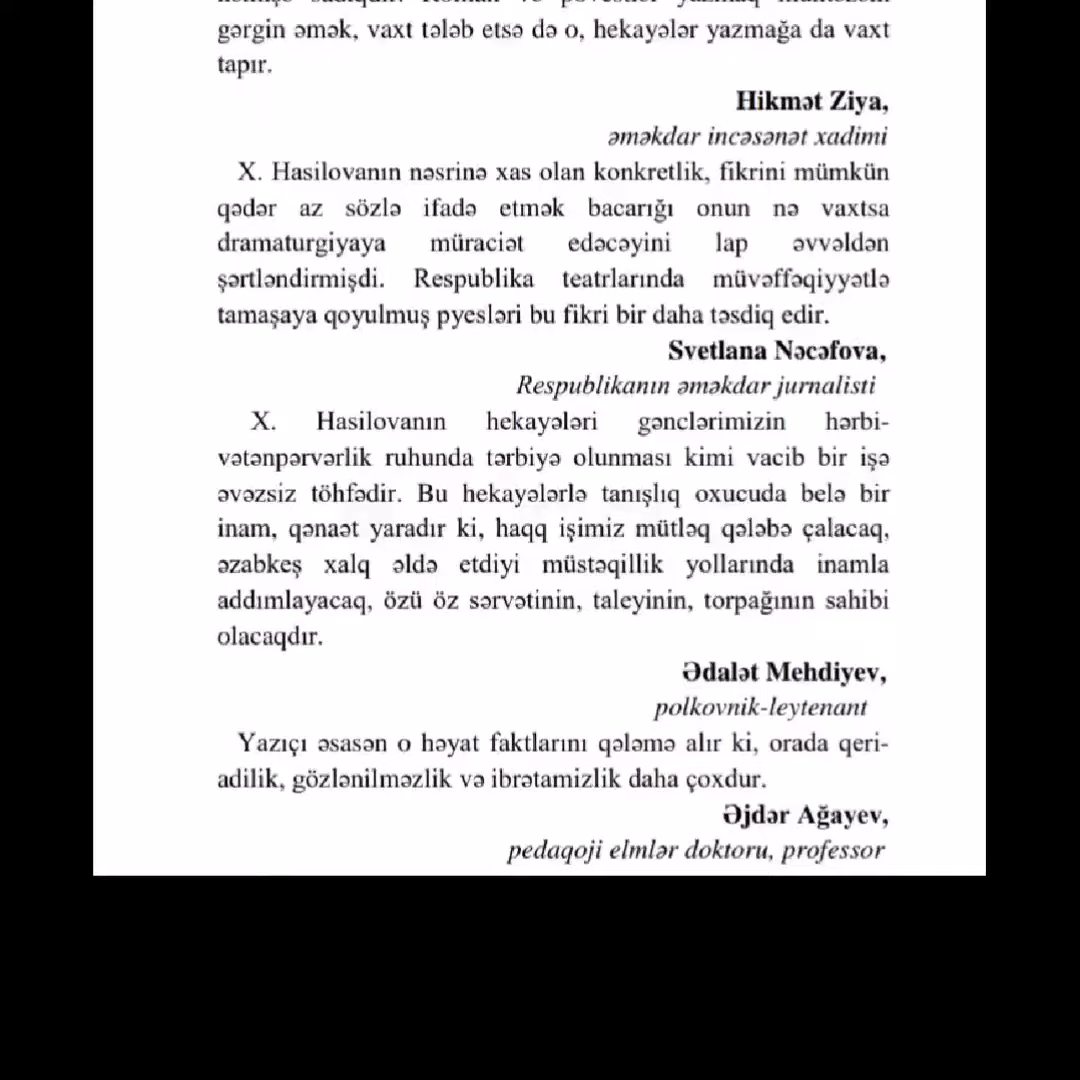 gərgin əmək, vaxt tələb etsə də o, hekayələr yazmağa da vaxt
tapır.
Hikmət Ziya,
əməkdar incəsənət xadimi
X. Hasilovanın nəsrinə xas olan konkretlik, fikrini mümkün
qədər az sözlə ifadə etmək bacarığı onun nə vaxtsa
dramaturgiyaya müraciət edəcəyini lap əvvəldən
şərtləndirmişdi. Respublika teatrlarında müvəffəqiyyətlə
tamaşaya qoyulmuş pyesləri bu fikri bir daha təsdiq edir.
Svetlana Nəcəfova,
Respublikanın əməkdar jurnalisti
X. Hasilovanın hekayələri gənclərimizin hərbi-
vətənpərvərlik ruhunda tərbiyə olunması kimi vacib bir işə
əvəzsiz töhfədir. Bu hekayələrlə tanışlıq oxucuda belə bir
inam, qənaət yaradır ki, haqq işimiz mütləq qələbə çalacaq,
əzabkeş xalq əldə etdiyi müstəqillik yollarında inamla
addımlayacaq, özü öz sərvətinin, taleyinin, torpağının sahibi
olacaqdır.
Ədalət Mehdiyev,
polkovnik-leytenant
Yazıçı əsasən o həyat faktlarını qələmə alır ki, orada qeri-
adilik, gözlənilməzlik və ibrətamizlik daha çoxdur.
Əjdər Ağayev,
pedaqoji elmlər doktoru, professor